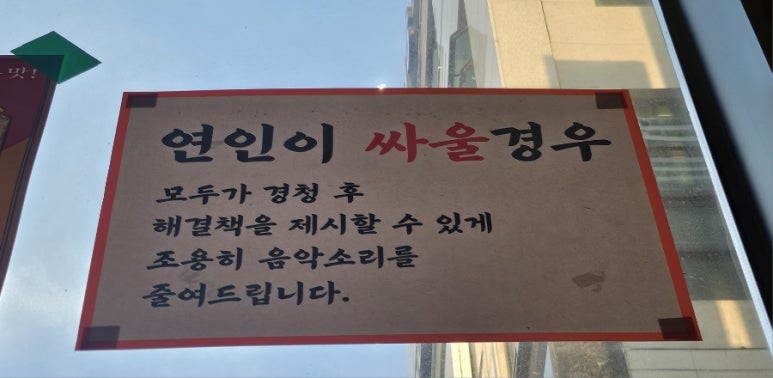 맛!
연인이 싸울경우
모두가 경청 후
해결책을 제시할 수 있게
조용히 음악소리를
줄여드립니다.